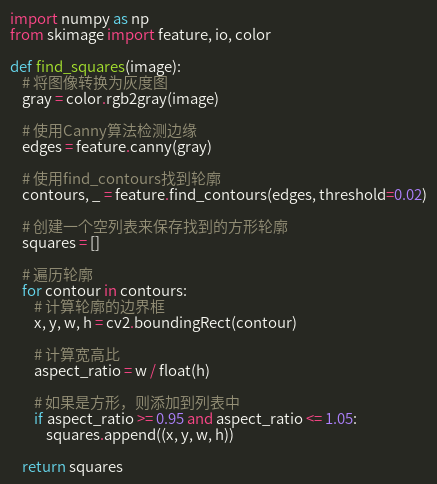 import numpy as np
from skimage import feature, io, color

def find_squares(image):
    # 将图像转换为灰度图
    gray = color.rgb2gray(image)

    # 使用Canny算法检测边缘
    edges = feature.canny(gray)

    # 使用find_contours找到轮廓
    contours, _ = feature.find_contours(edges, threshold=0.02)

    # 创建一个空列表来保存找到的方形轮廓
    squares = []

    # 遍历轮廓
    for contour in contours:
        # 计算轮廓的边界框
        x, y, w, h = cv2.boundingRect(contour)

        # 计算宽高比
        aspect_ratio = w / float(h)

        # 如果是方形，则添加到列表中
        if aspect_ratio >= 0.95 and aspect_ratio <= 1.05:
            squares.append((x, y, w, h))

    return squares